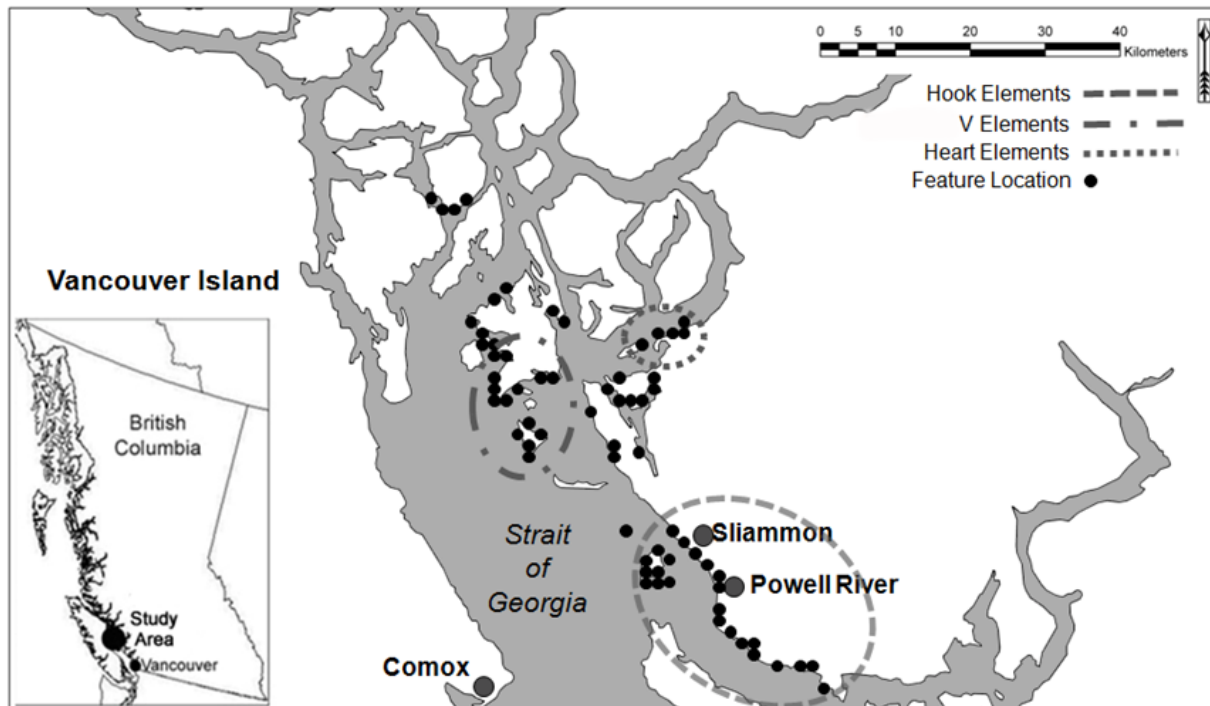 0 10 20 30 40
Kilometers
Hook Elements
V Elements
Heart Elements
Feature Location
Vancouver Island
British
Columbia
Study
Area
Vancouver
Strait
of
Georgia
Sliammon
Powell River
Comox